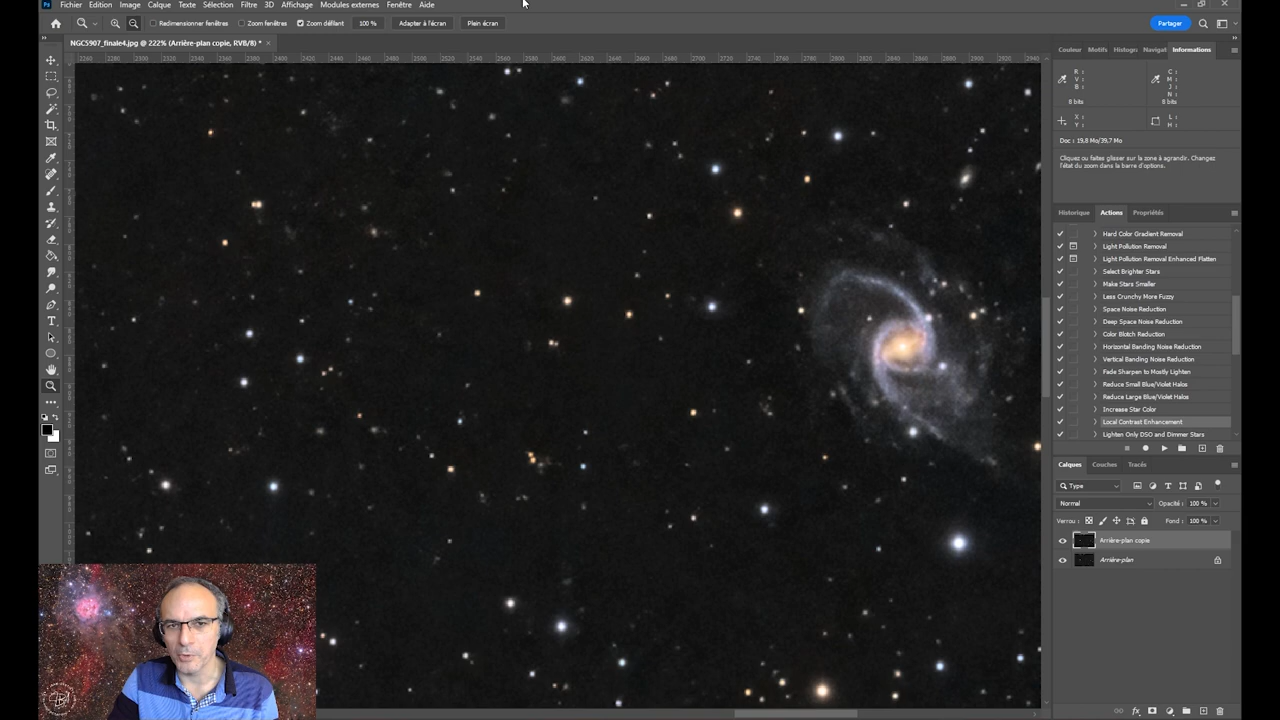 Fichier Edition Image Calque Texte Sélection Filtre 3D Affichage Modules externes Fenêtre Aide
Redimensionner fenêtres Zoom fenêtres Zoom défilant 100 % Adapter à l'écran Plein écran Partager
NGC5907_finale4.jpg @ 222% (Arrière-plan copie, RVB/8) *
Couleur Motifs Histogr Navigat Informations
R : C :
V : M :
B : J :
N :
8 bits 8 bits
X : L :
Y : H :
Doc : 19,8 Mo/39,7 Mo
Cliquez ou faites glisser sur la zone à agrandir. Changez
l'état du zoom dans la barre d'options.
Historique Actions Propriétés
Hard Color Gradient Removal
Light Pollution Removal
Light Pollution Removal Enhanced Flatten
Select Brighter Stars
Make Stars Smaller
Less Crunchy More Fuzzy
Space Noise Reduction
Deep Space Noise Reduction
Color Blotch Reduction
Horizontal Banding Noise Reduction
Vertical Banding Noise Reduction
Fade Sharpen to Mostly Lighten
Reduce Small Blue/Violet Halos
Reduce Large Blue/Violet Halos
Increase Star Color
Local Contrast Enhancement
Lighten Only DSO and Dimmer Stars
Calques Couches Tracés
Type
Normal Opacité : 100 %
Verrou : Fond : 100 %
Arrière-plan copie
Arrière-plan